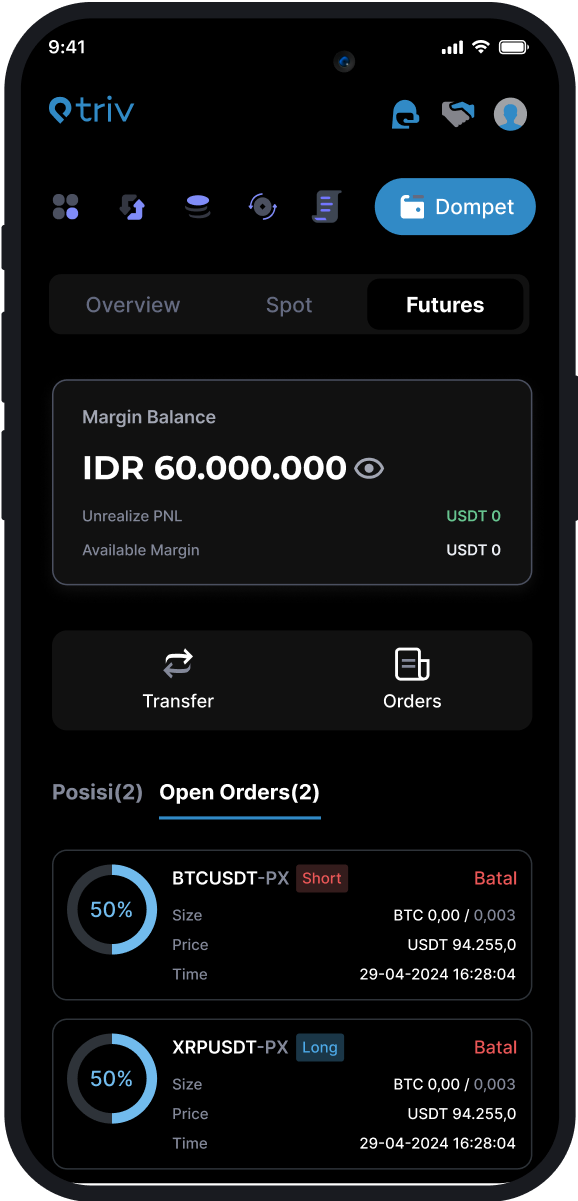 9:41
triv
Dompet
Overview Spot Futures
Margin Balance
IDR 60.000.000
Unrealize PNL USDT 0
Available Margin USDT 0
Transfer Orders
Posisi(2) Open Orders(2)
50%
BTCUSDT-PX Short Batal
Size BTC 0,00 / 0,003
Price USDT 94.255,0
Time 29-04-2024 16:28:04
50%
XRPUSDT-PX Long Batal
Size BTC 0,00 / 0,003
Price USDT 94.255,0
Time 29-04-2024 16:28:04